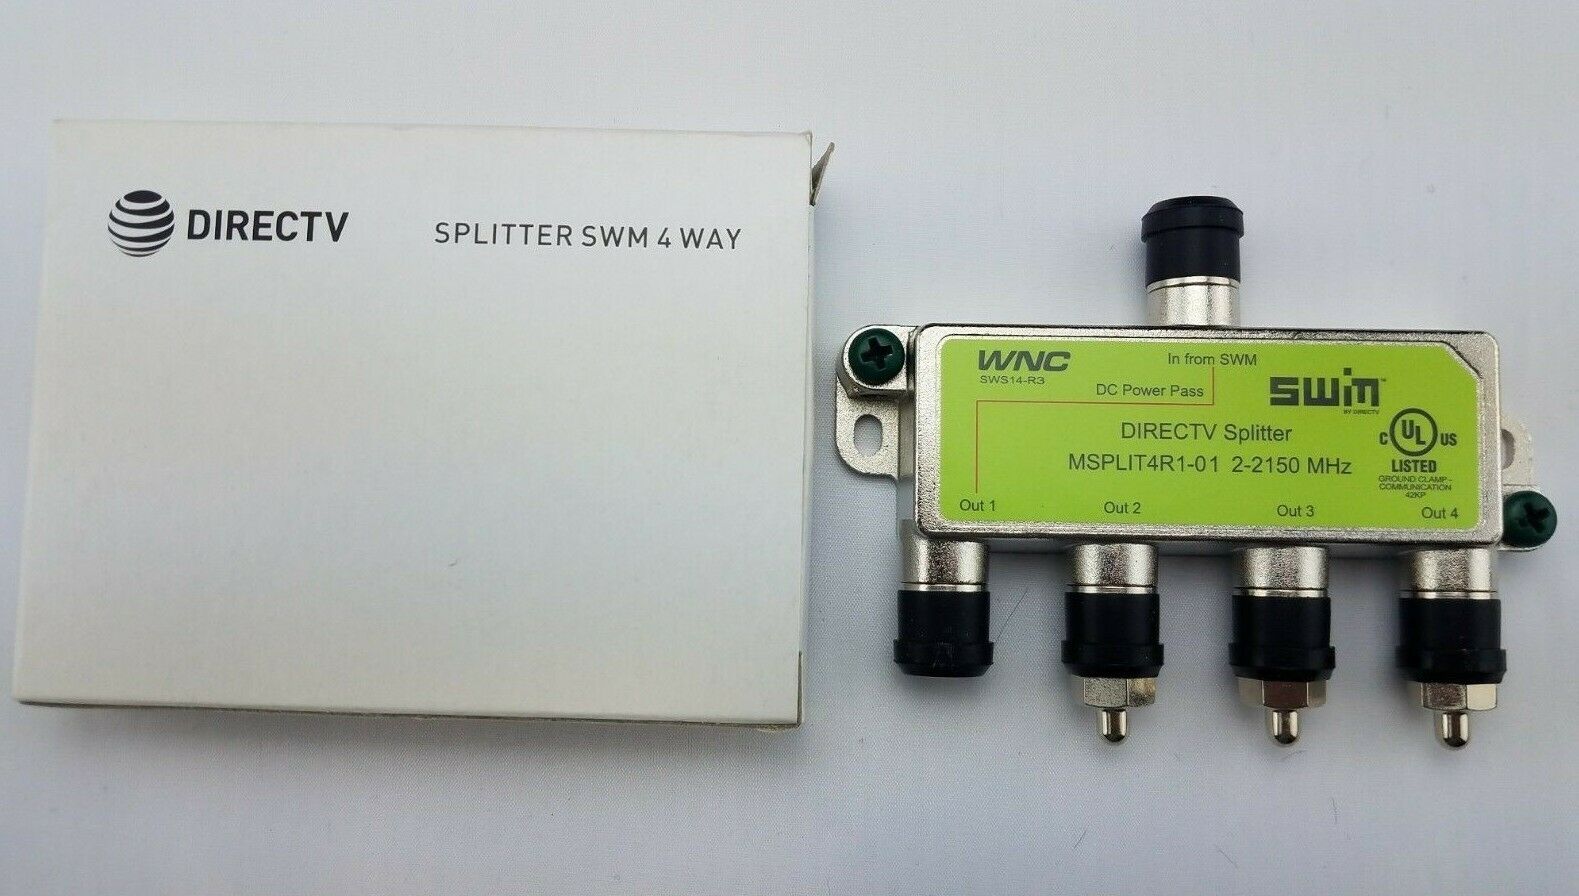 DIRECTV
SPLITTER SWM 4 WAY
WNC
SWS14-R3
In from SWM
DC Power Pass
SWiM™
BY DIRECTV
DIRECTV Splitter
MSPLIT4R1-01 2-2150 MHz
C UL US
LISTED
GROUND CLAMP-
COMMUNICATION
42KP
Out 1
Out 2
Out 3
Out 4